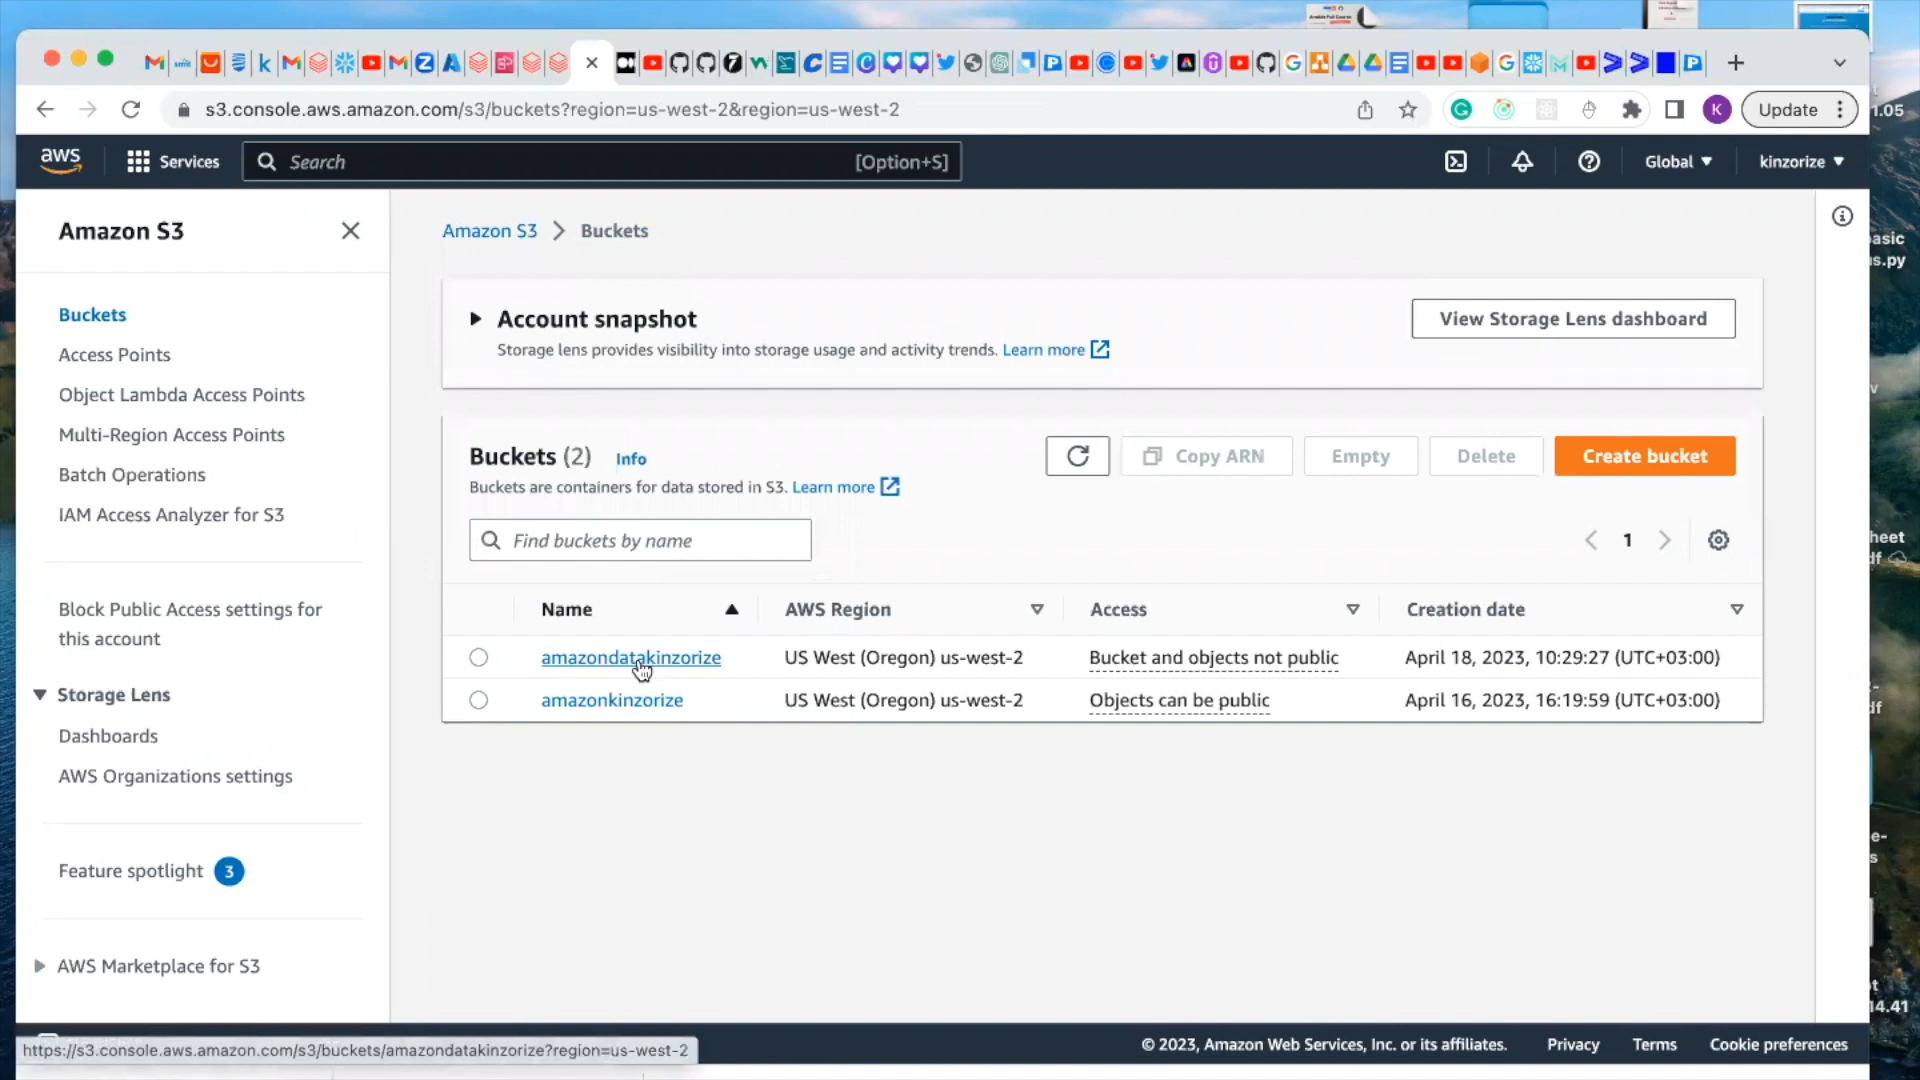 s3.console.aws.amazon.com/s3/buckets?region=us-west-2&region=us-west-2
K
Update
1.05
aws
Services
Search
[Option+S]
Global
kinzorize
Amazon S3
Buckets
Access Points
Object Lambda Access Points
Multi-Region Access Points
Batch Operations
IAM Access Analyzer for S3
Block Public Access settings for
this account
Storage Lens
Dashboards
AWS Organizations settings
Feature spotlight 3
AWS Marketplace for S3
Amazon S3 > Buckets
Account snapshot
Storage lens provides visibility into storage usage and activity trends. Learn more
View Storage Lens dashboard
Buckets (2) Info
Buckets are containers for data stored in S3. Learn more
Copy ARN
Empty
Delete
Create bucket
Find buckets by name
1
Name AWS Region Access Creation date
amazondatakinzorize US West (Oregon) us-west-2 Bucket and objects not public April 18, 2023, 10:29:27 (UTC+03:00)
amazonkinzorize US West (Oregon) us-west-2 Objects can be public April 16, 2023, 16:19:59 (UTC+03:00)
asic
s.py
heet
14.41
https://s3.console.aws.amazon.com/s3/buckets/amazondatakinzorize?region=us-west-2
© 2023, Amazon Web Services, Inc. or its affiliates. Privacy Terms Cookie preferences